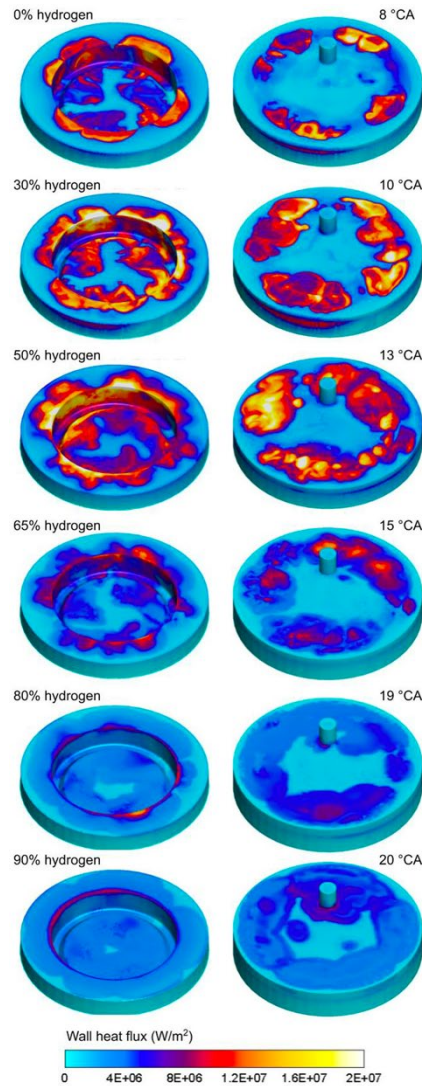 0% hydrogen 8 °CA
30% hydrogen 10 °CA
50% hydrogen 13 °CA
65% hydrogen 15 °CA
80% hydrogen 19 °CA
90% hydrogen 20 °CA
Wall heat flux (W/m²)
0 4E+06 8E+06 1.2E+07 1.6E+07 2E+07